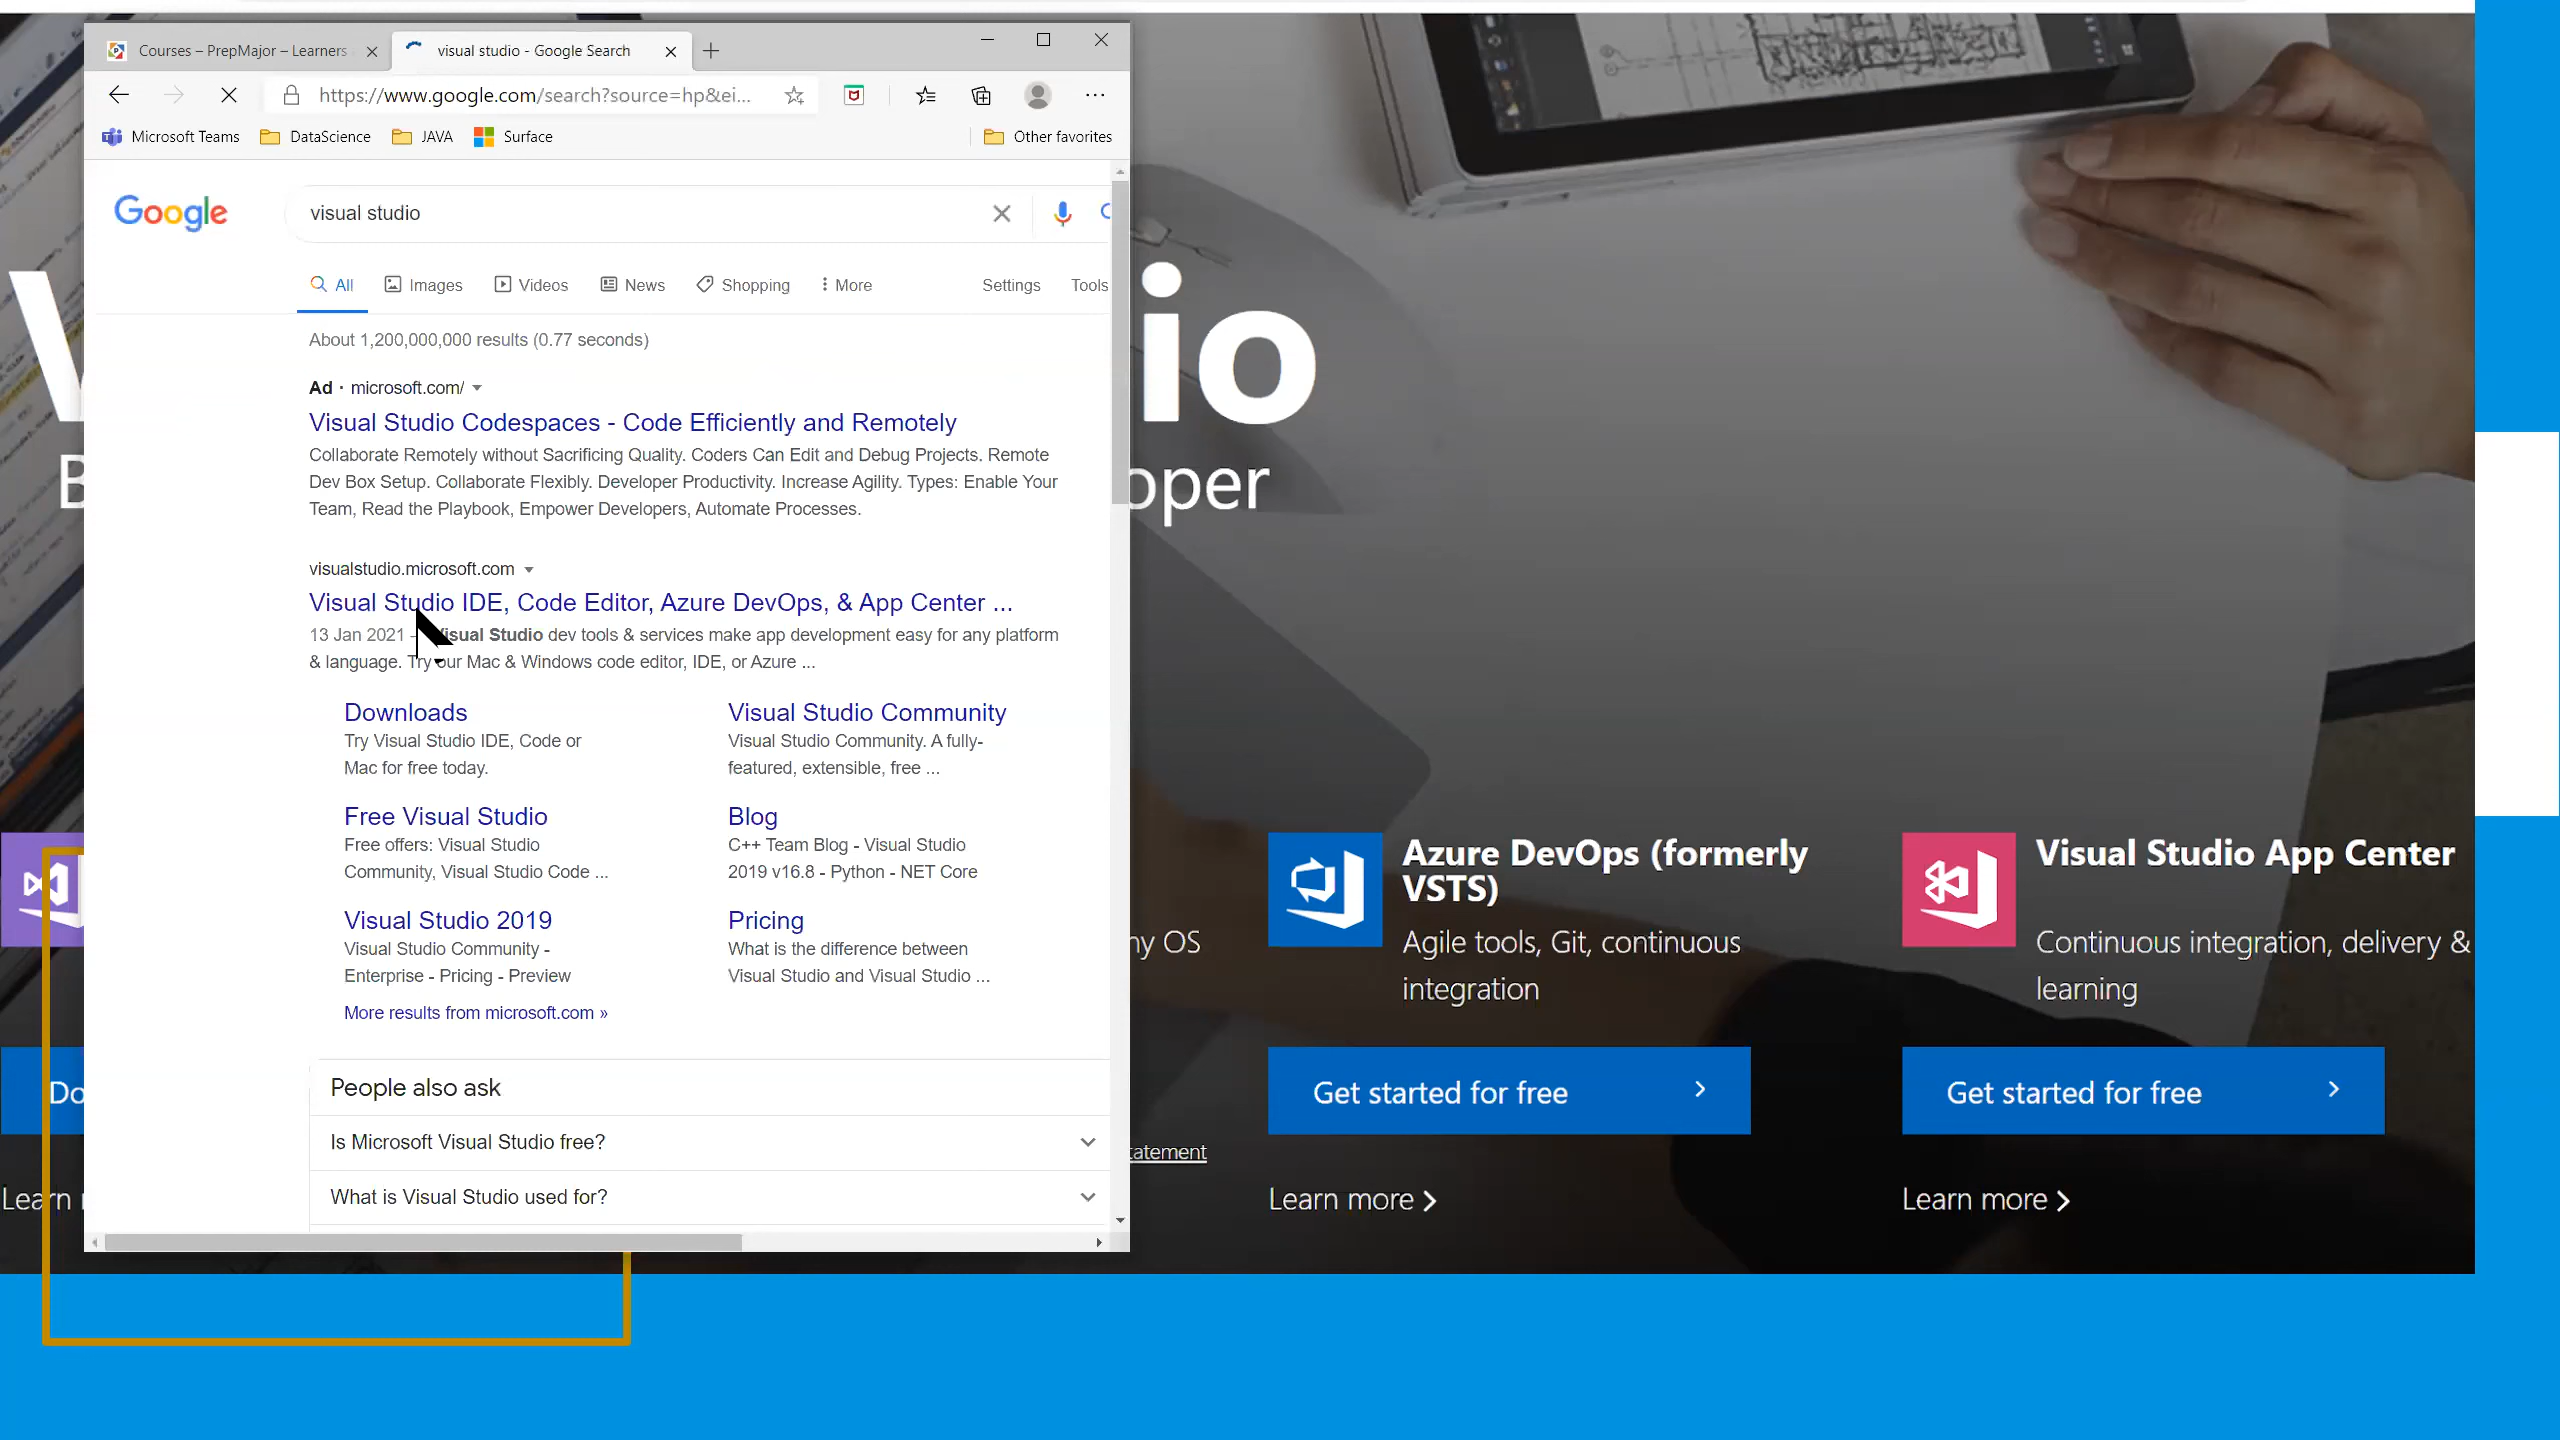 Courses – PrepMajor – Learners
visual studio - Google Search
https://www.google.com/search?source=hp&ei...
Microsoft Teams
DataScience
JAVA
Surface
Other favorites
Google
visual studio
All
Images
Videos
News
Shopping
More
Settings
Tools
About 1,200,000,000 results (0.77 seconds)
Ad · microsoft.com/
Visual Studio Codespaces - Code Efficiently and Remotely
Collaborate Remotely without Sacrificing Quality. Coders Can Edit and Debug Projects. Remote
Dev Box Setup. Collaborate Flexibly. Developer Productivity. Increase Agility. Types: Enable Your
Team, Read the Playbook, Empower Developers, Automate Processes.
visualstudio.microsoft.com
Visual Studio IDE, Code Editor, Azure DevOps, & App Center ...
13 Jan 2021 - Visual Studio dev tools & services make app development easy for any platform
& language. Try our Mac & Windows code editor, IDE, or Azure ...
Downloads
Try Visual Studio IDE, Code or
Mac for free today.
Visual Studio Community
Visual Studio Community. A fully-
featured, extensible, free ...
Free Visual Studio
Free offers: Visual Studio
Community, Visual Studio Code ...
Blog
C++ Team Blog - Visual Studio
2019 v16.8 - Python - NET Core
Visual Studio 2019
Visual Studio Community -
Enterprise - Pricing - Preview
Pricing
What is the difference between
Visual Studio and Visual Studio ...
More results from microsoft.com »
People also ask
Is Microsoft Visual Studio free?
What is Visual Studio used for?
V
io
B
oper
ny OS
Do
atement
Learn
Azure DevOps (formerly
VSTS)
Agile tools, Git, continuous
integration
Get started for free
Learn more
Visual Studio App Center
Continuous integration, delivery &
learning
Get started for free
Learn more